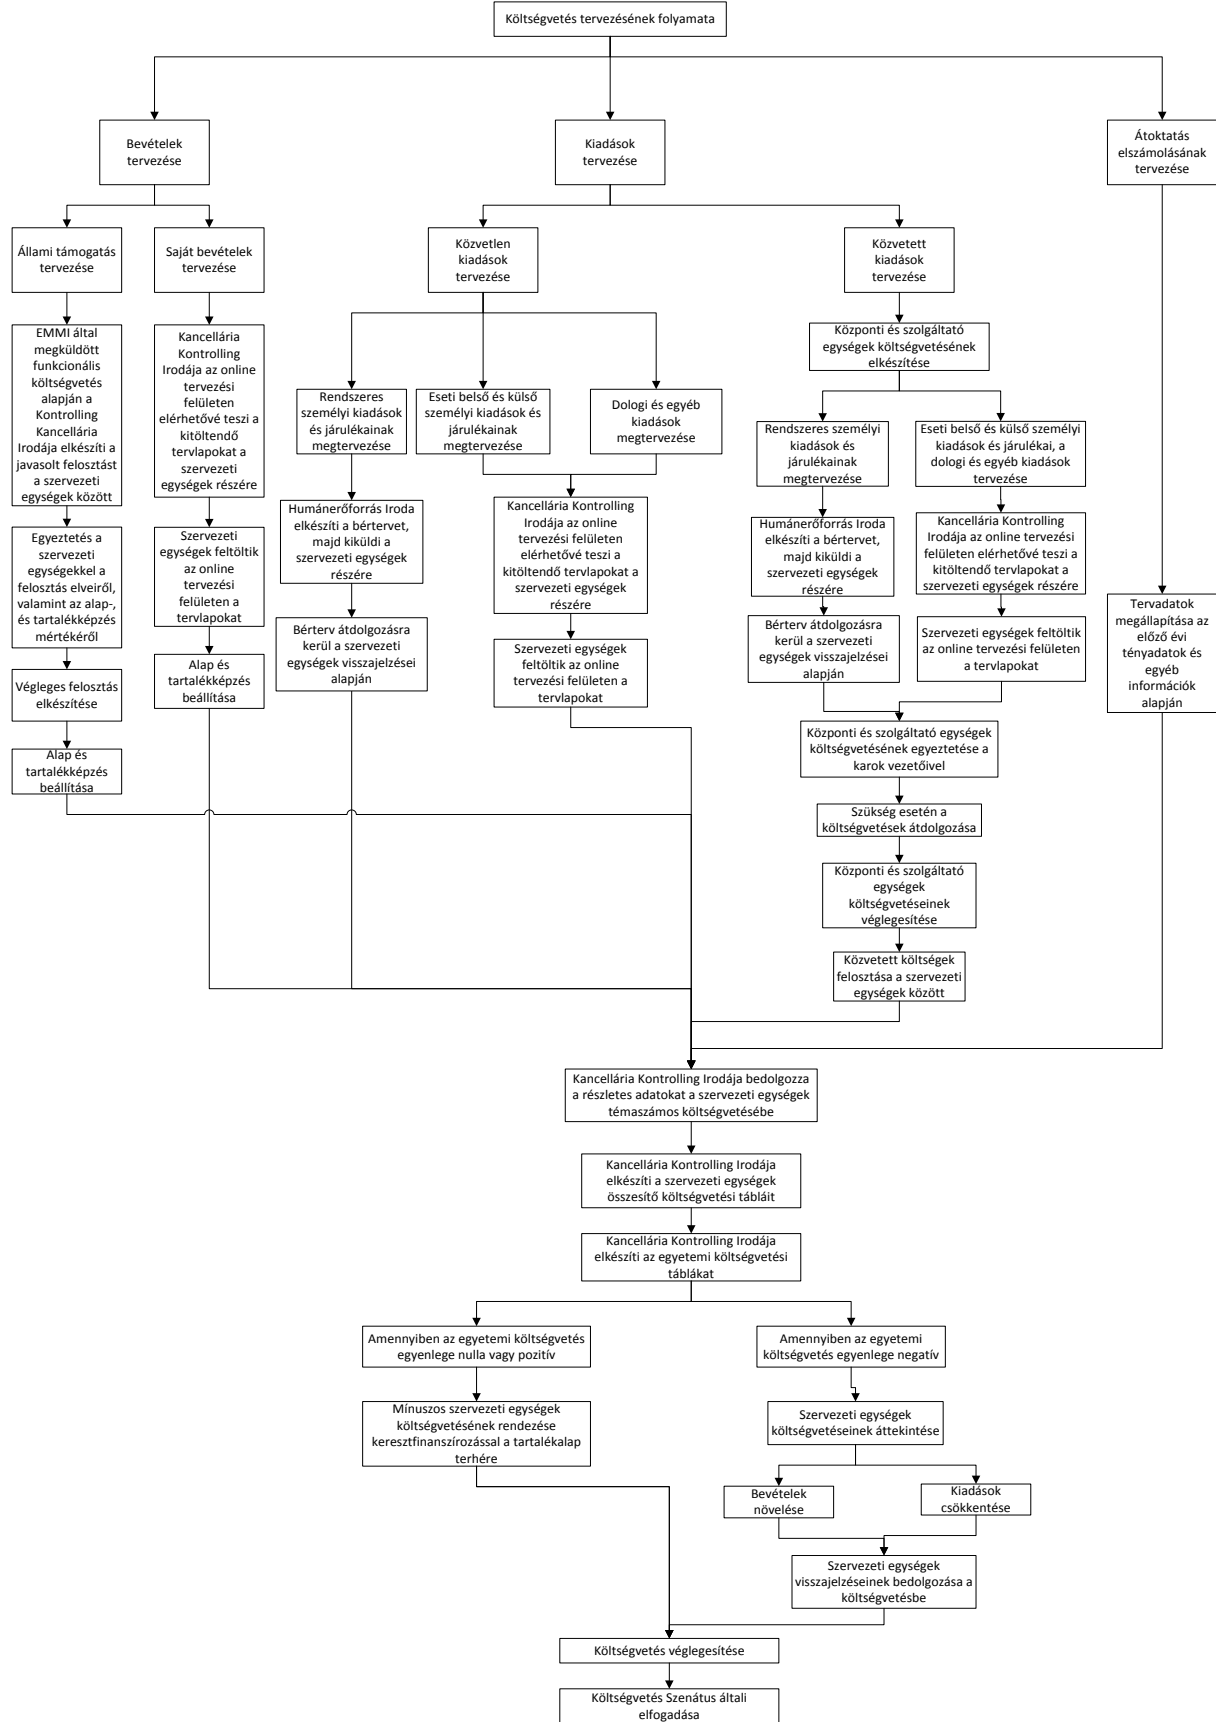 Költségvetés tervezésének folyamata
Bevételek
tervezése
Kiadások
tervezése
Átoktatás
elszámolásának
tervezése
Állami támogatás
tervezése
Saját bevételek
tervezése
Közvetlen
kiadások
tervezése
Közvetett
kiadások
tervezése
EMMI által
megküldött
funkcionális
költségvetés
alapján a
Kontrolling
Kancellária
Irodája elkészíti a
javasolt felosztást
a szervezeti
egységek között
Kancellária
Kontrolling
Irodája az online
tervezési
felületen
elérhetővé teszi a
kitöltendő
tervlapokat a
szervezeti
egységek részére
Központi és szolgáltató
egységek költségvetésének
elkészítése
Rendszeres
személyi kiadások
és járulékainak
megtervezése
Eseti belső és külső
személyi kiadások és
járulékainak
megtervezése
Dologi és egyéb
kiadások
megtervezése
Rendszeres személyi
kiadások és
járulékainak
megtervezése
Eseti belső és külső személyi
kiadások és járulékai, a
dologi és egyéb kiadások
tervezése
Humánerőforrás Iroda
elkészíti a bértervet,
majd kiküldi a
szervezeti egységek
részére
Kancellária Kontrolling
Irodája az online
tervezési felületen
elérhetővé teszi a
kitöltendő tervlapokat a
szervezeti egységek
részére
Humánerőforrás Iroda
elkészíti a bértervet,
majd kiküldi a
szervezeti egységek
részére
Kancellária Kontrolling
Irodája az online tervezési
felületen elérhetővé teszi a
kitöltendő tervlapokat a
szervezeti egységek részére
Egyeztetés a
szervezeti
egységekkel a
felosztás elveiről,
valamint az alap-,
és tartalékképzés
mértékéről
Szervezeti
egységek feltöltik
az online
tervezési
felületen a
tervlapokat
Tervadatok
megállapítása az
előző évi
tényadatok és
egyéb
információk
alapján
Bérterv átdolgozásra
kerül a szervezeti
egységek visszajelzései
alapján
Szervezeti egységek
feltöltik az online
tervezési felületen a
tervlapokat
Bérterv átdolgozásra
kerül a szervezeti
egységek visszajelzései
alapján
Szervezeti egységek feltöltik
az online tervezési felületen
a tervlapokat
Végleges felosztás
elkészítése
Alap és
tartalékképzés
beállítása
Alap és
tartalékképzés
beállítása
Központi és szolgáltató egységek
költségvetésének egyeztetése a
karok vezetőivel
Szükség esetén a
költségvetések átdolgozása
Központi és szolgáltató
egységek
költségvetéseinek
véglegesítése
Közvetett költségek
felosztása a szervezeti
egységek között
Kancellária Kontrolling Irodája bedolgozza
a részletes adatokat a szervezeti egységek
témaszámos költségvetésébe
Kancellária Kontrolling Irodája
elkészíti a szervezeti egységek
összesítő költségvetési tábláit
Kancellária Kontrolling Irodája
elkészíti az egyetemi költségvetési
táblákat
Amennyiben az egyetemi költségvetés
egyenlege nulla vagy pozitív
Amennyiben az egyetemi
költségvetés egyenlege negatív
Mínuszos szervezeti egységek
költségvetésének rendezése
keresztfinanszírozással a tartalékalap
terhére
Szervezeti egységek
költségvetéseinek áttekintése
Bevételek
növelése
Kiadások
csökkentése
Szervezeti egységek
visszajelzéseinek bedolgozása a
költségvetésbe
Költségvetés véglegesítése
Költségvetés Szenátus általi
elfogadása